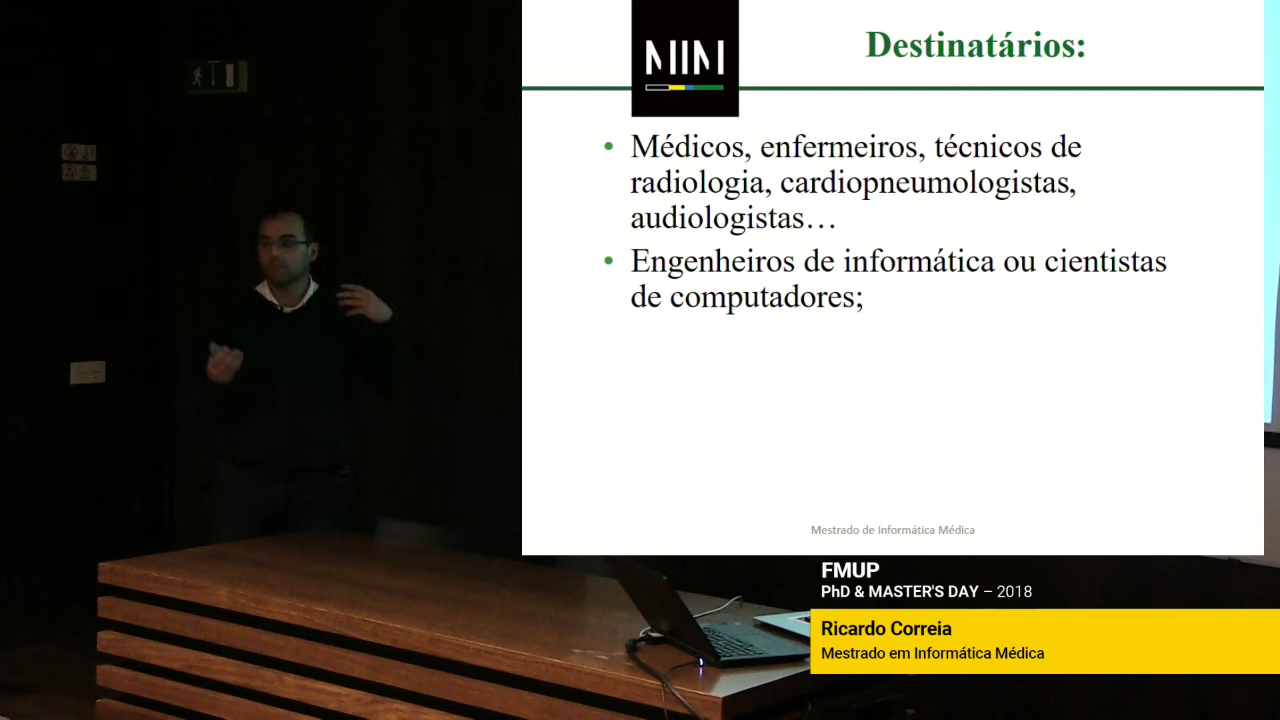 MIM
Destinatários:
• Médicos, enfermeiros, técnicos de
radiologia, cardiopneumologistas,
audiologistas…
• Engenheiros de informática ou cientistas
de computadores;
Mestrado de Informática Médica
FMUP
PhD & MASTER'S DAY – 2018
Ricardo Correia
Mestrado em Informática Médica